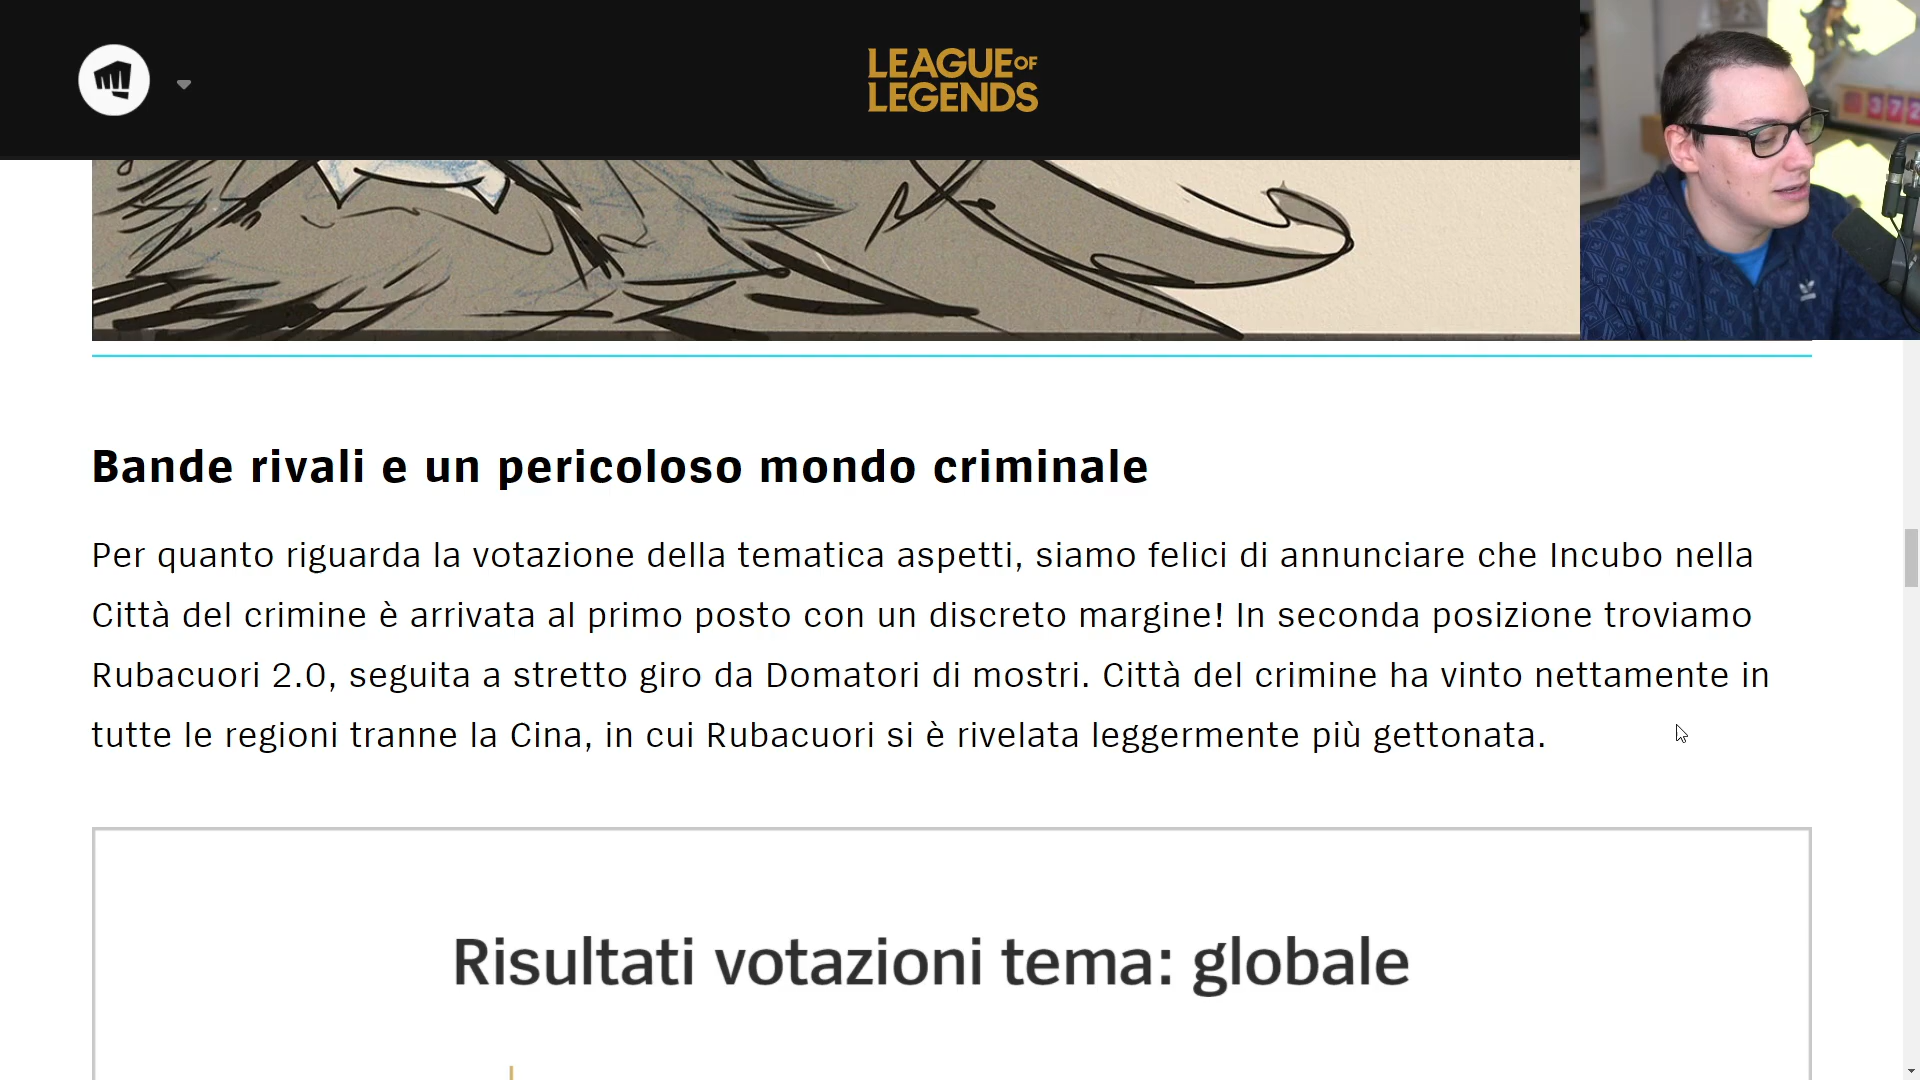 LEAGUE OF
LEGENDS
372
Bande rivali e un pericoloso mondo criminale
Per quanto riguarda la votazione della tematica aspetti, siamo felici di annunciare che Incubo nella
Città del crimine è arrivata al primo posto con un discreto margine! In seconda posizione troviamo
Rubacuori 2.0, seguita a stretto giro da Domatori di mostri. Città del crimine ha vinto nettamente in
tutte le regioni tranne la Cina, in cui Rubacuori si è rivelata leggermente più gettonata.
Risultati votazioni tema: globale